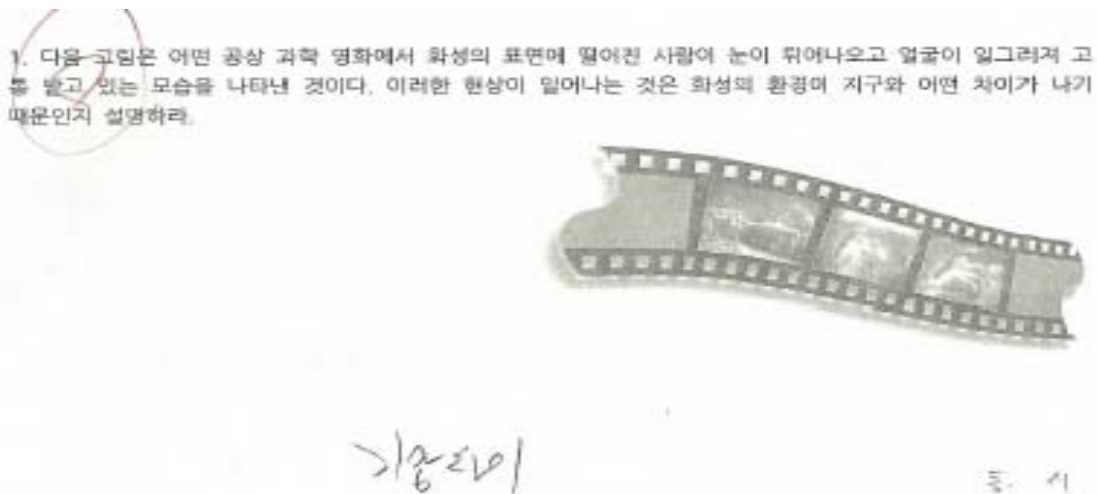 1. 다음 그림은 어떤 공상 과학 영화에서 화성의 표면에 떨어진 사람이 눈이 튀어나오고 얼굴이 일그러져 고
통 받고 있는 모습을 나타낸 것이다. 이러한 현상이 일어나는 것은 화성의 환경이 지구와 어떤 차이가 나기
때문인지 설명하라.